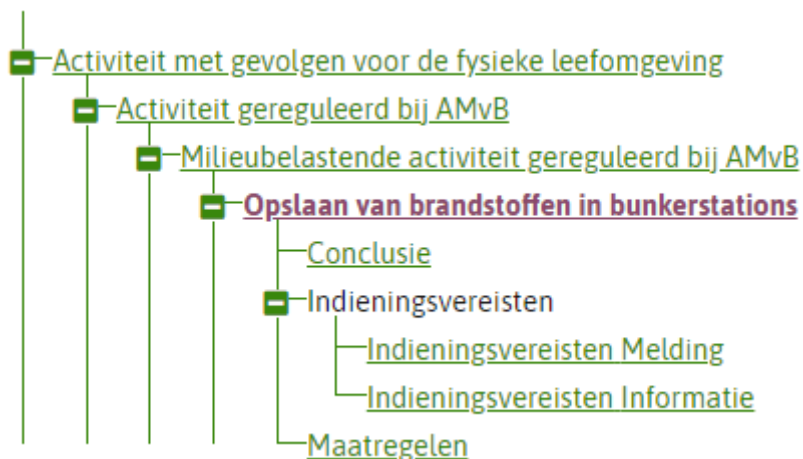 Activiteit met gevolgen voor de fysieke leefomgeving
Activiteit gereguleerd bij AMvB
Milieubelastende activiteit gereguleerd bij AMvB
Opslaan van brandstoffen in bunkerstations
Conclusie
Indieningsvereisten
Indieningsvereisten Melding
Indieningsvereisten Informatie
Maatregelen